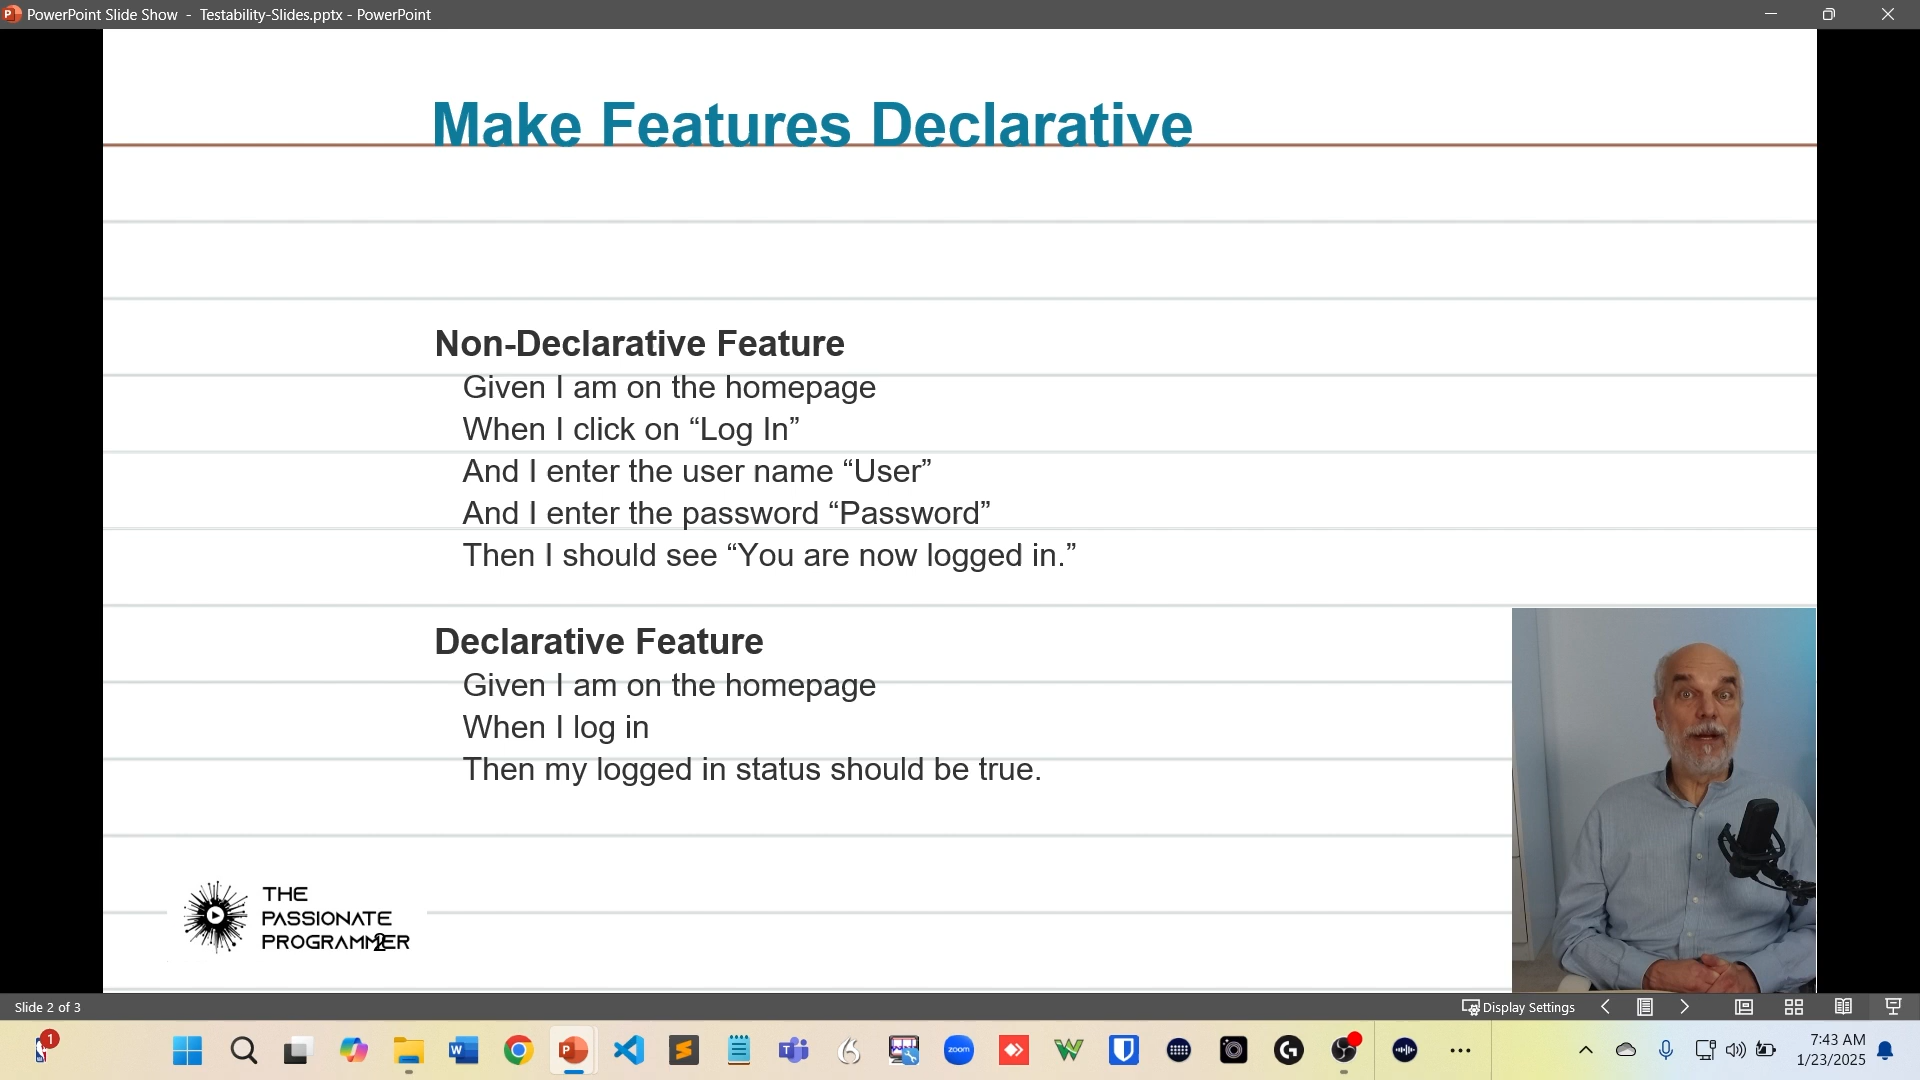 PowerPoint Slide Show - Testability-Slides.pptx - PowerPoint
Make Features Declarative
Non-Declarative Feature
Given I am on the homepage
When I click on “Log In”
And I enter the user name “User”
And I enter the password “Password”
Then I should see “You are now logged in.”
Declarative Feature
Given I am on the homepage
When I log in
Then my logged in status should be true.
THE
PASSIONATE
PROGRAMMER
2
Slide 2 of 3
Display Settings
1
zoom
7:43 AM
1/23/2025